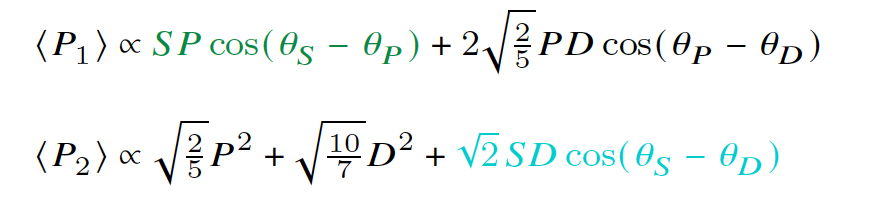 ⟨P₁⟩ ∝ SP cos(θ_S − θ_P) + 2√(2/5) PD cos(θ_P − θ_D)
⟨P₂⟩ ∝ √(2/5) P² + √(10/7) D² + √2 SD cos(θ_S − θ_D)